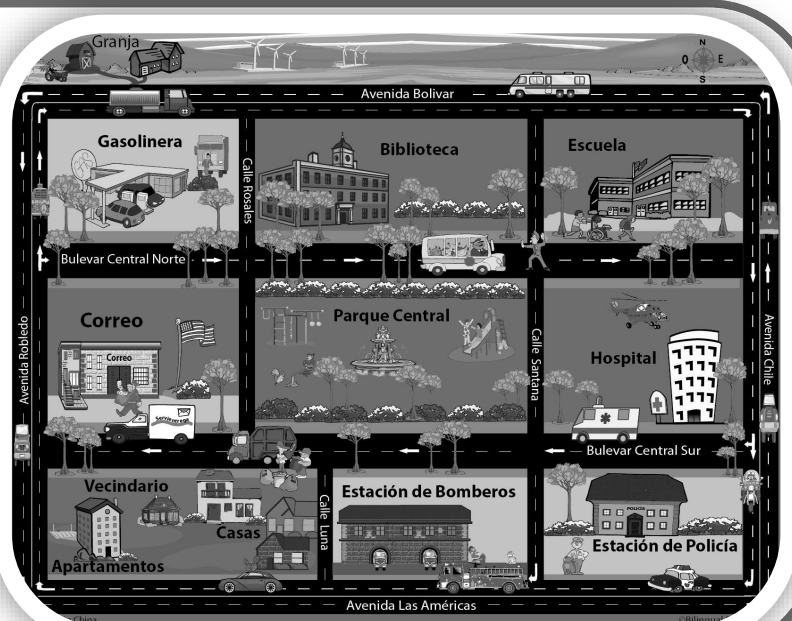 Granja
N
O E
S
Avenida Bolivar
Gasolinera
Calle Rosales
Biblioteca
Escuela
Bulevar Central Norte
Correo
Correo
Parque Central
Calle Santana
Hospital
Avenida Robledo
Avenida Chile
Bulevar Central Sur
Vecindario
Casas
Apartamentos
Calle Luna
Estación de Bomberos
POLICIA
Estación de Policía
Avenida Las Américas
China
©Bilingual